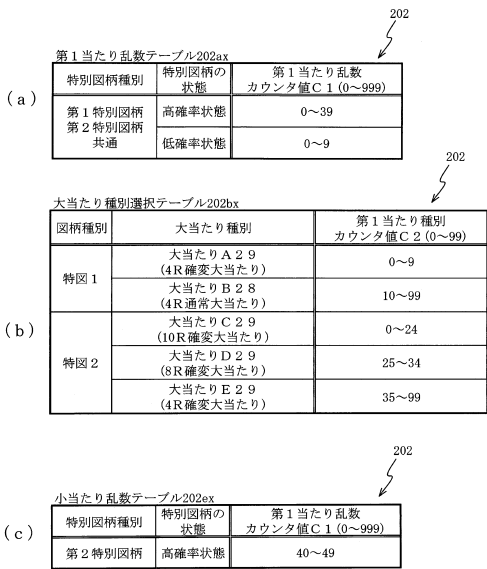 202
第1当たり乱数テーブル202ax
(a)
特別図柄種別
特別図柄の
状態
第1当たり乱数
カウンタ値C1(0～999)
第1特別図柄
第2特別図柄
共通
高確率状態
0～39
低確率状態
0～9
202
大当たり種別選択テーブル202bx
(b)
図柄種別
大当たり種別
第1当たり種別
カウンタ値C2(0～99)
特図1
大当たりA29
(4R確変大当たり)
0～9
大当たりB28
(4R通常大当たり)
10～99
特図2
大当たりC29
(10R確変大当たり)
0～24
大当たりD29
(8R確変大当たり)
25～34
大当たりE29
(4R確変大当たり)
35～99
202
小当たり乱数テーブル202ex
(c)
特別図柄種別
特別図柄の
状態
第1当たり乱数
カウンタ値C1(0～999)
第2特別図柄
高確率状態
40～49